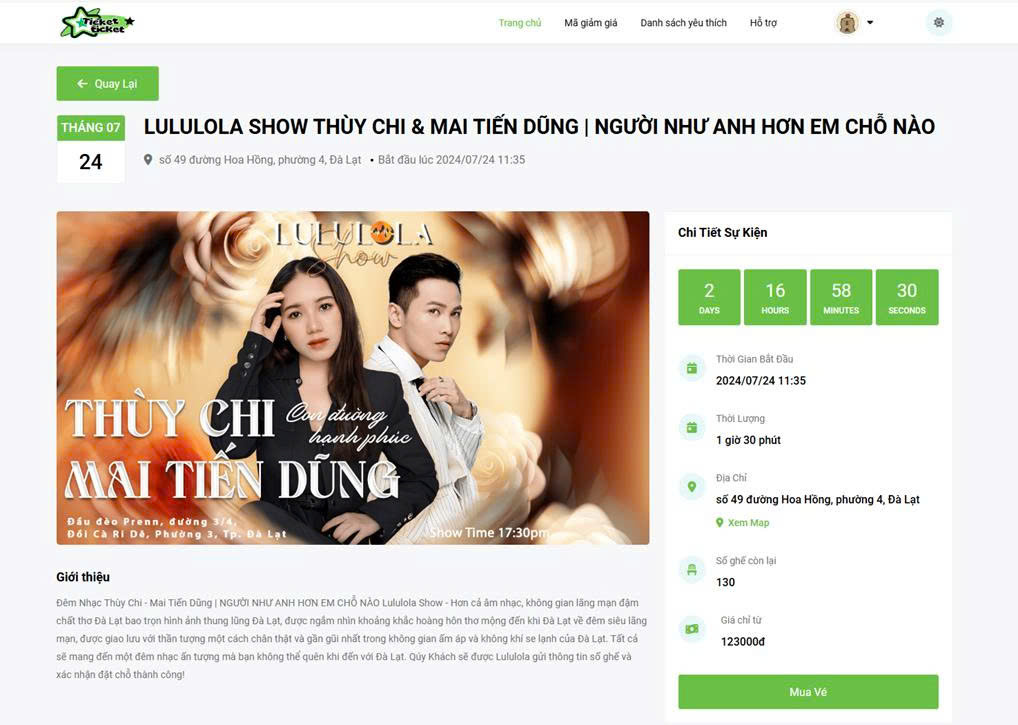 Ticket
ticket
Trang chủ
Mã giảm giá
Danh sách yêu thích
Hỗ trợ
Quay Lại
THÁNG 07
24
LULULOLA SHOW THÙY CHI & MAI TIẾN DŨNG | NGƯỜI NHƯ ANH HƠN EM CHỖ NÀO
số 49 đường Hoa Hồng, phường 4, Đà Lạt • Bắt đầu lúc 2024/07/24 11:35
LULULOLA
Show
THÙY CHI
Con đường
hạnh phúc
MAI TIẾN DŨNG
Đầu đèo Prenn, đường 3/4,
Đồi Cà Ri Dê, Phường 3, Tp. Đà Lạt
Show Time 17:30pm
Giới thiệu
Đêm Nhạc Thùy Chi - Mai Tiến Dũng | NGƯỜI NHƯ ANH HƠN EM CHỖ NÀO Lululola Show - Hơn cả âm nhạc, không gian lãng mạn đậm
chất thơ Đà Lạt bao trọn hình ảnh thung lũng Đà Lạt, được ngắm nhìn khoảng khắc hoàng hôn thơ mộng đến khi Đà Lạt về đêm siêu lãng
mạn, được giao lưu với thần tượng một cách chân thật và gần gũi nhất trong không gian ấm áp và không khí se lạnh của Đà Lạt. Tất cả
sẽ mang đến một đêm nhạc ấn tượng mà bạn không thể quên khi đến với Đà Lạt. Qúy Khách sẽ được Lululola gửi thông tin số ghế và
xác nhận đặt chỗ thành công!
Chi Tiết Sự Kiện
2
DAYS
16
HOURS
58
MINUTES
30
SECONDS
Thời Gian Bắt Đầu
2024/07/24 11:35
Thời Lượng
1 giờ 30 phút
Địa Chỉ
số 49 đường Hoa Hồng, phường 4, Đà Lạt
Xem Map
Số ghế còn lại
130
Giá chỉ từ
123000đ
Mua Vé